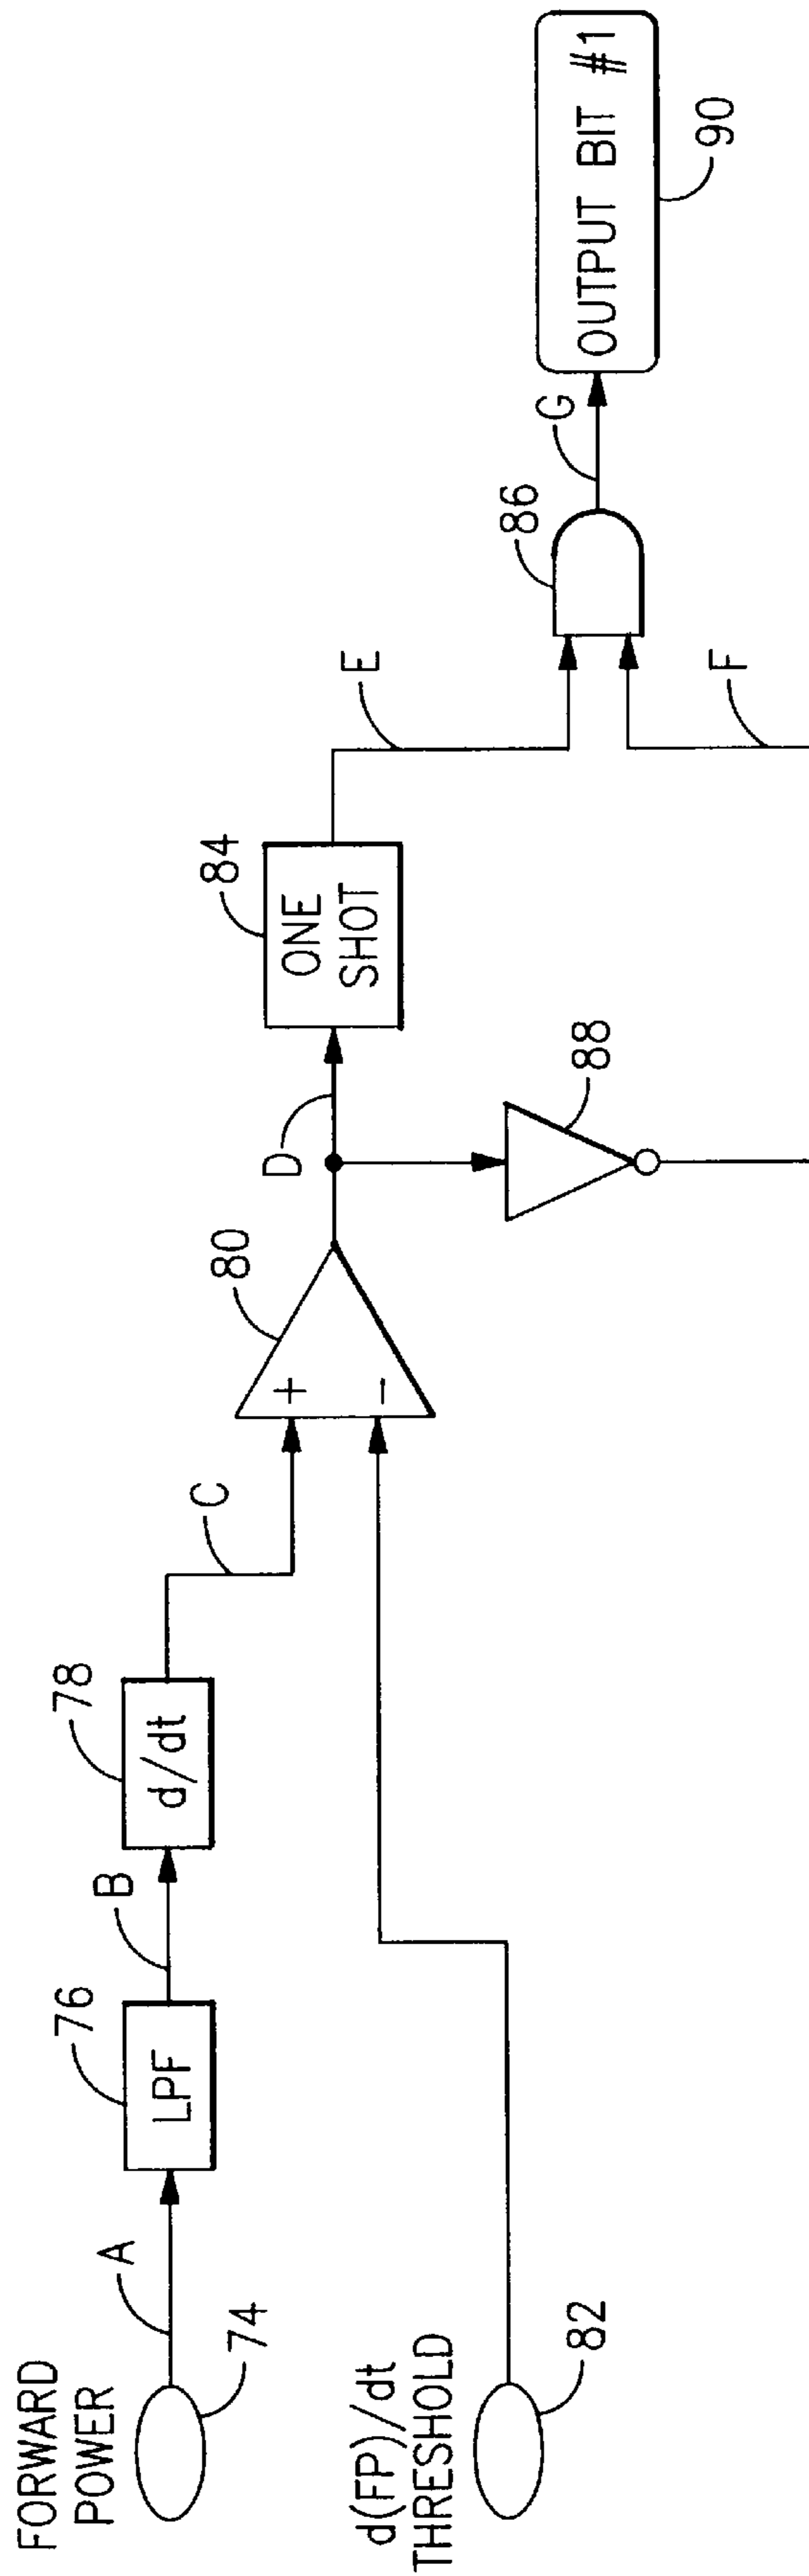 FORWARD
POWER
74
A
76
LPF
B
78
d/dt
C
d(FP)/dt
THRESHOLD
82
80
+
−
D
84
ONE
SHOT
88
E
F
86
G
OUTPUT BIT #1
90